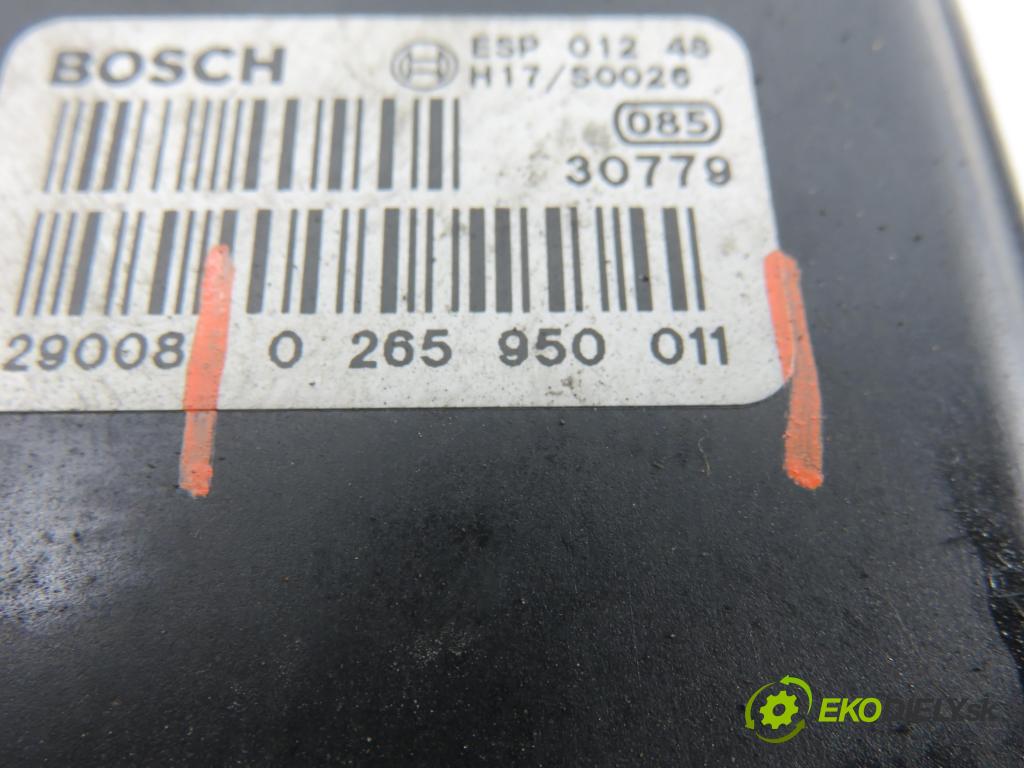 BOSCH ESP 012 48
H17/S0026
085
30779
29008 0 265 950 011
EKODIELY.sk